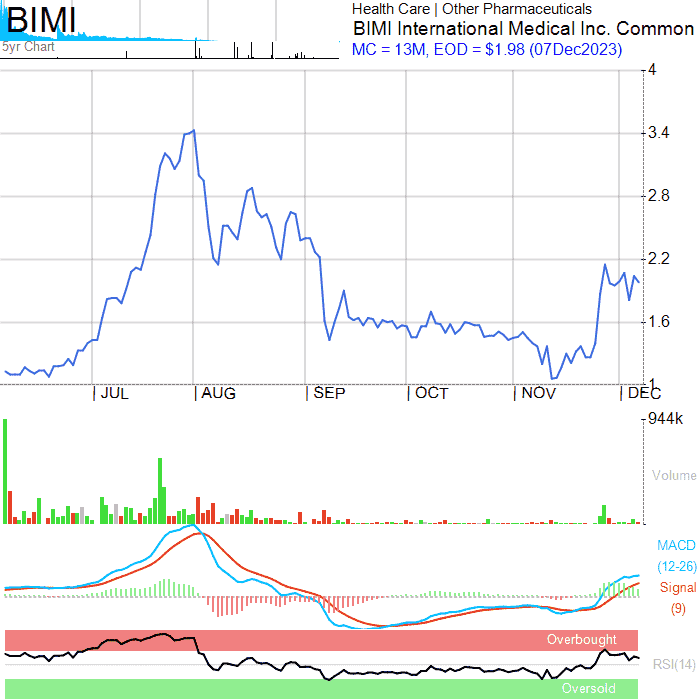 BIMI
5yr Chart
Health Care | Other Pharmaceuticals
BIMI International Medical Inc. Common
MC = 13M, EOD = $1.98 (07Dec2023)
4
3.4
2.8
2.2
1.6
1
JUL AUG SEP OCT NOV DEC
944k
Volume
MACD
(12-26)
Signal
(9)
Overbought
RSI(14)
Oversold